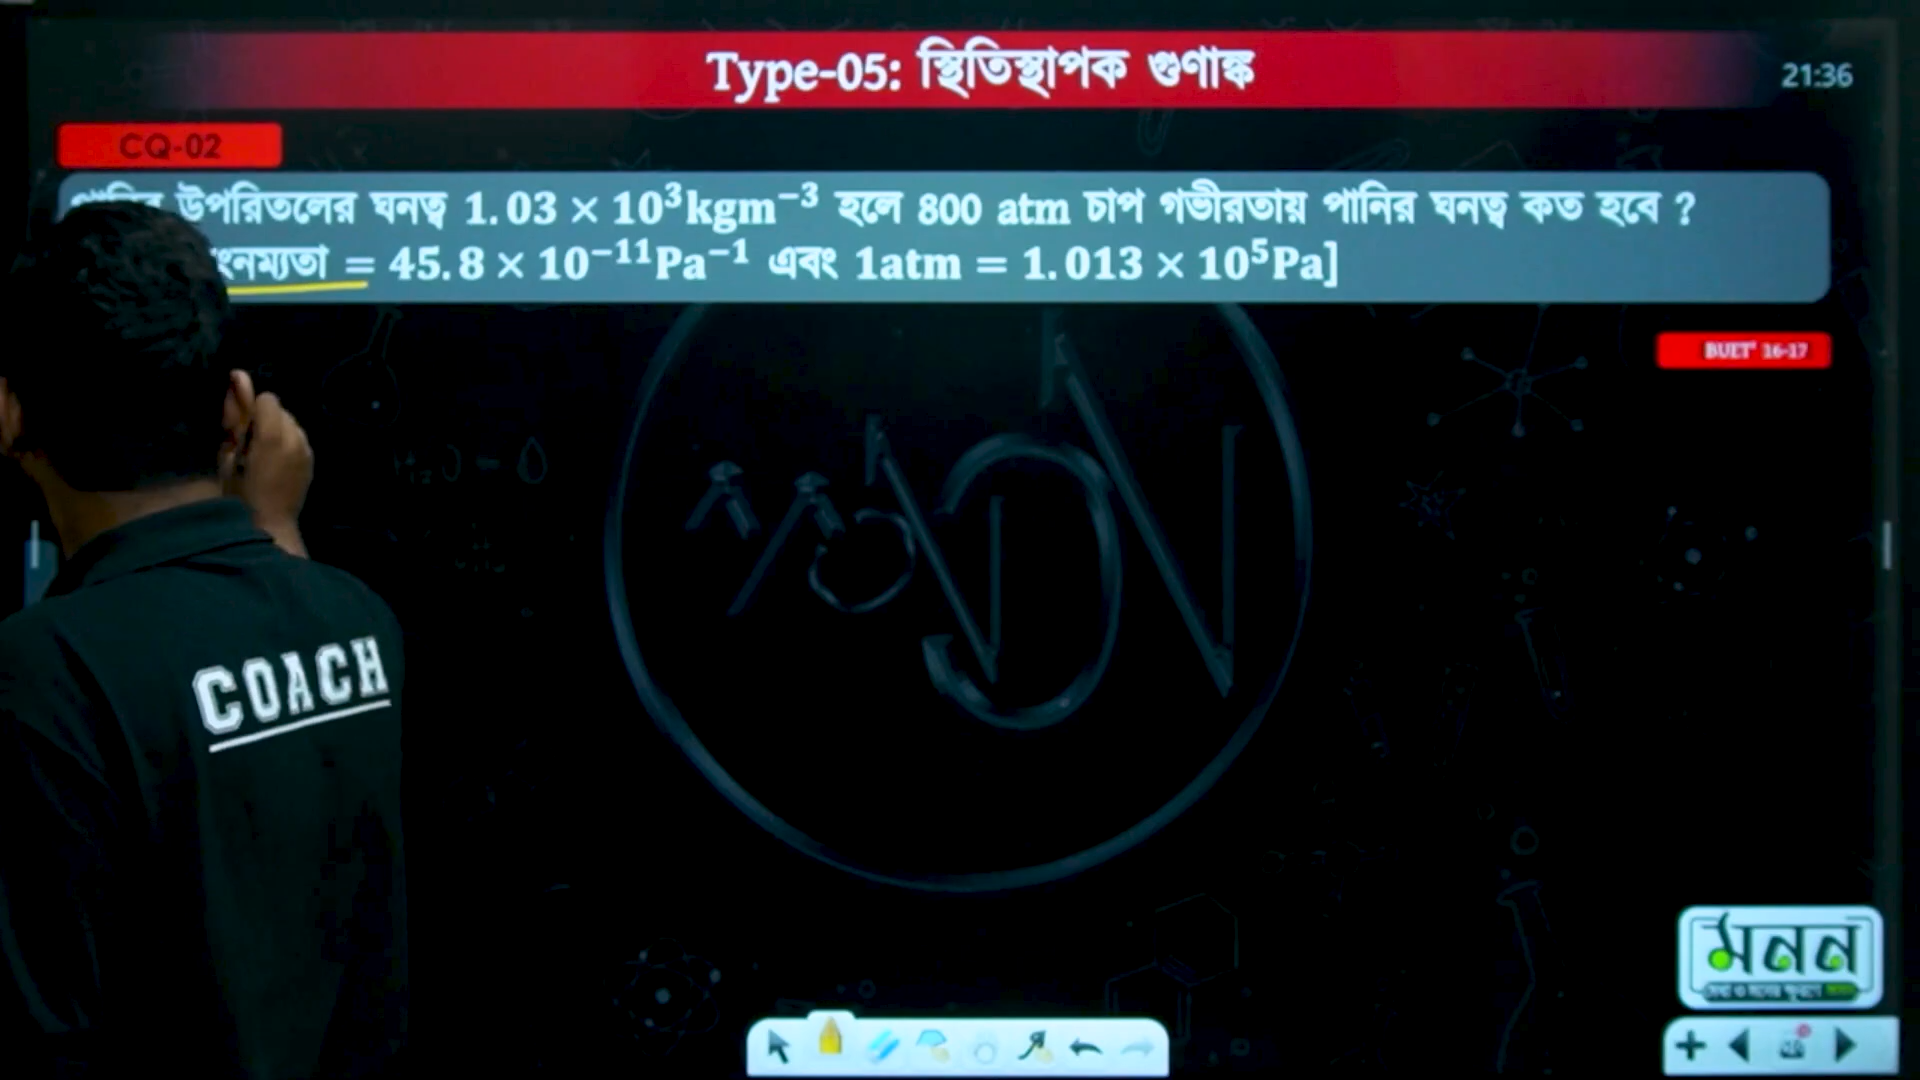 Type-05: স্থিতিস্থাপক গুণাঙ্ক
21:36
CQ-02
উপরিতলের ঘনত্ব 1.03 × 10³kgm⁻³ হলে 800 atm চাপ গভীরতায় পানির ঘনত্ব কত হবে ?
= 45.8 × 10⁻¹¹Pa⁻¹ এবং 1atm = 1.013 × 10⁵Pa]
BUET' 16-17
COACH
মনন